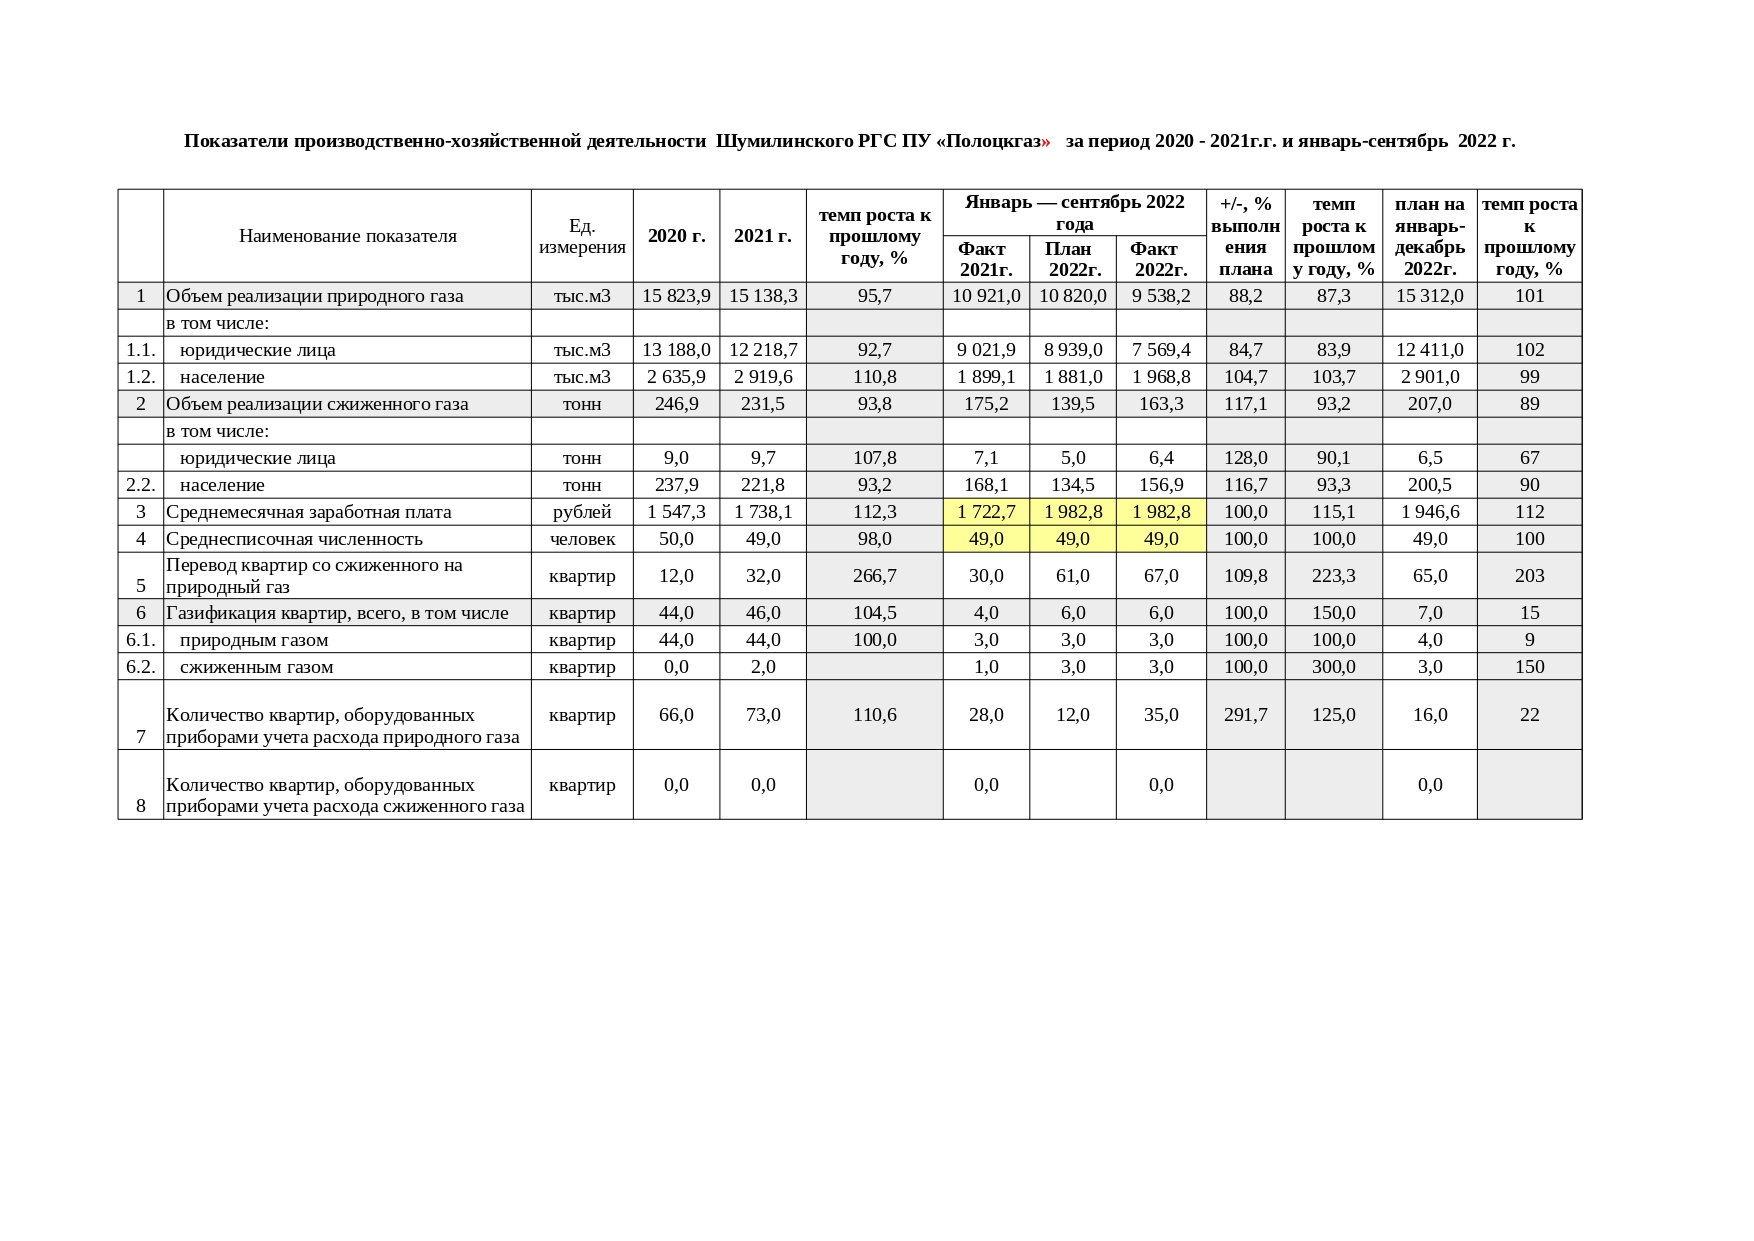 Показатели производственно-хозяйственной деятельности Шумилинского РГС ПУ «Полоцкгаз» за период 2020 - 2021г.г. и январь-сентябрь 2022 г.
Наименование показателя Ед. измерения 2020 г. 2021 г. темп роста к прошлому году, % Январь — сентябрь 2022 года +/-, % выполнения плана темп роста к прошлому году, % план на январь-декабрь 2022г. темп роста к прошлому году, %
Факт 2021г. План 2022г. Факт 2022г.
1 Объем реализации природного газа тыс.м3 15 823,9 15 138,3 95,7 10 921,0 10 820,0 9 538,2 88,2 87,3 15 312,0 101
в том числе:
1.1. юридические лица тыс.м3 13 188,0 12 218,7 92,7 9 021,9 8 939,0 7 569,4 84,7 83,9 12 411,0 102
1.2. население тыс.м3 2 635,9 2 919,6 110,8 1 899,1 1 881,0 1 968,8 104,7 103,7 2 901,0 99
2 Объем реализации сжиженного газа тонн 246,9 231,5 93,8 175,2 139,5 163,3 117,1 93,2 207,0 89
в том числе:
юридические лица тонн 9,0 9,7 107,8 7,1 5,0 6,4 128,0 90,1 6,5 67
2.2. население тонн 237,9 221,8 93,2 168,1 134,5 156,9 116,7 93,3 200,5 90
3 Среднемесячная заработная плата рублей 1 547,3 1 738,1 112,3 1 722,7 1 982,8 1 982,8 100,0 115,1 1 946,6 112
4 Среднесписочная численность человек 50,0 49,0 98,0 49,0 49,0 49,0 100,0 100,0 49,0 100
5 Перевод квартир со сжиженного на
природный газ квартир 12,0 32,0 266,7 30,0 61,0 67,0 109,8 223,3 65,0 203
6 Газификация квартир, всего, в том числе квартир 44,0 46,0 104,5 4,0 6,0 6,0 100,0 150,0 7,0 15
6.1. природным газом квартир 44,0 44,0 100,0 3,0 3,0 3,0 100,0 100,0 4,0 9
6.2. сжиженным газом квартир 0,0 2,0 1,0 3,0 3,0 100,0 300,0 3,0 150
7 Количество квартир, оборудованных
приборами учета расхода природного газа квартир 66,0 73,0 110,6 28,0 12,0 35,0 291,7 125,0 16,0 22
8 Количество квартир, оборудованных
приборами учета расхода сжиженного газа квартир 0,0 0,0 0,0 0,0 0,0